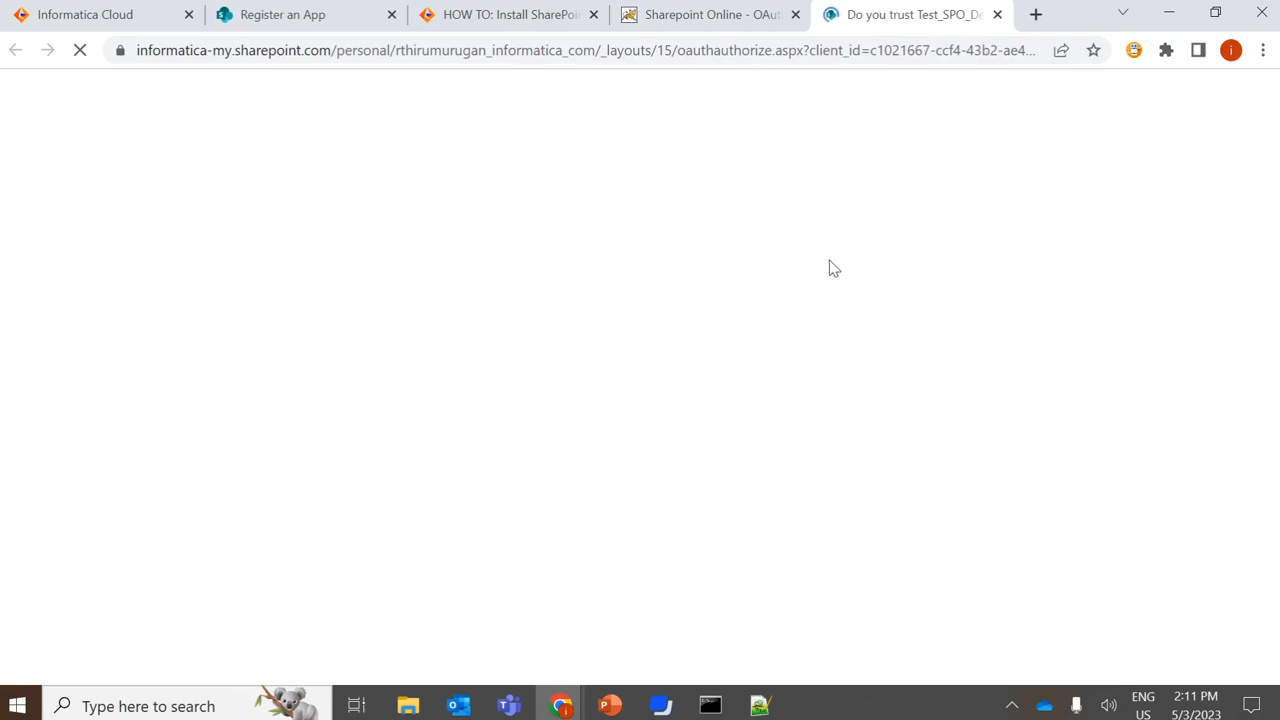 Informatica Cloud
Register an App
HOW TO: Install SharePoi
Sharepoint Online - OAut
Do you trust Test_SPO_De
informatica-my.sharepoint.com/personal/rthirumurugan_informatica_com/_layouts/15/oauthauthorize.aspx?client_id=c1021667-ccf4-43b2-ae4...
i
Type here to search
ENG
US
2:11 PM
5/3/2023